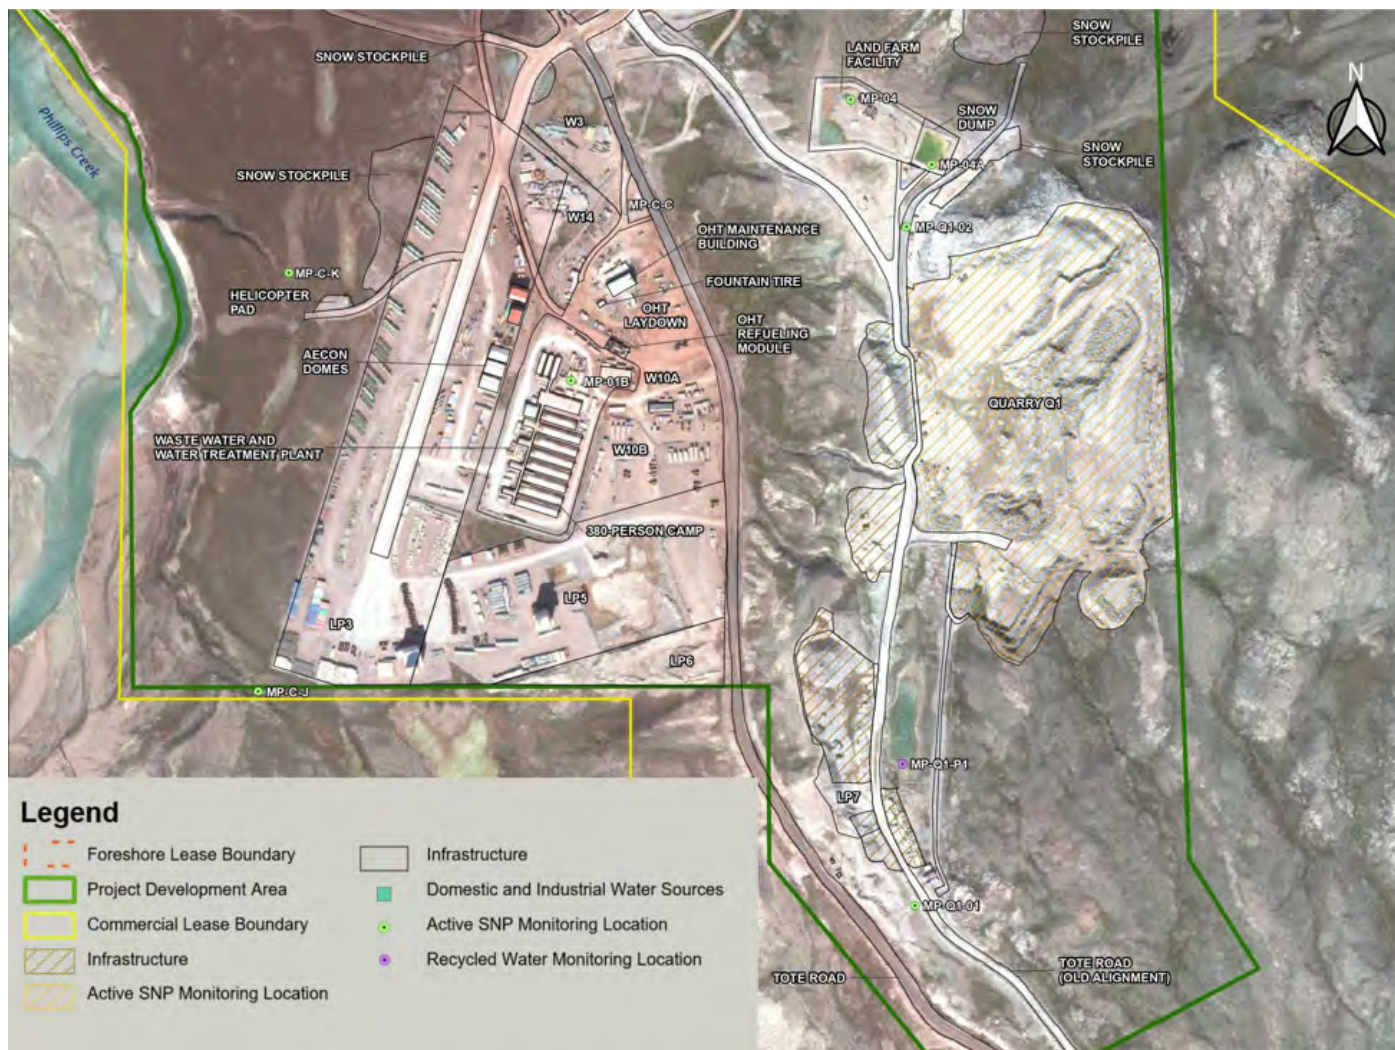 SNOW
STOCKPILE
SNOW STOCKPILE
LAND FARM
FACILITY
N
MP-04
Phillips Creek
W3
SNOW
DUMP
SNOW
STOCKPILE
MP-04A
SNOW STOCKPILE
MP-C-C
W14
MP-Q1-02
OHT MAINTENANCE
BUILDING
MP-C-K
FOUNTAIN TIRE
HELICOPTER
PAD
OHT
LAYDOWN
OHT
REFUELING
MODULE
AECON
DOMES
MP-01B
W10A
QUARRY Q1
WASTE WATER AND
WATER TREATMENT PLANT
W10B
380-PERSON CAMP
LP5
LP3
LP6
MP-C-J
MP-Q1-P1
LP7
MP-Q1-01
TOTE ROAD
TOTE ROAD
(OLD ALIGNMENT)
Legend
Foreshore Lease Boundary
Project Development Area
Commercial Lease Boundary
Infrastructure
Active SNP Monitoring Location
Infrastructure
Domestic and Industrial Water Sources
Active SNP Monitoring Location
Recycled Water Monitoring Location